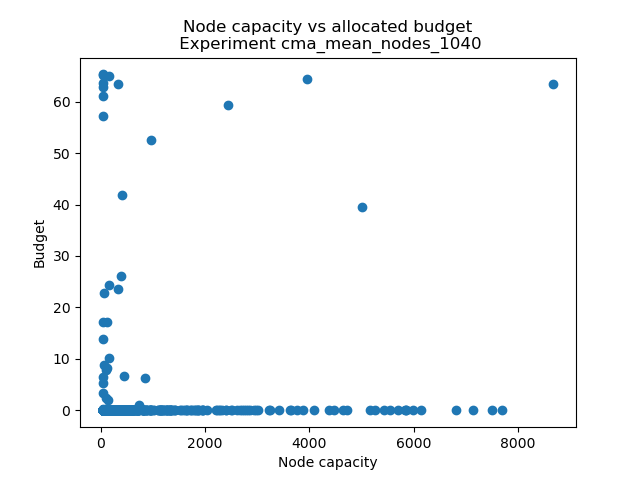 Node capacity vs allocated budget
Experiment cma_mean_nodes_1040
60
50
40
30
20
10
0
Budget
0 2000 4000 6000 8000
Node capacity